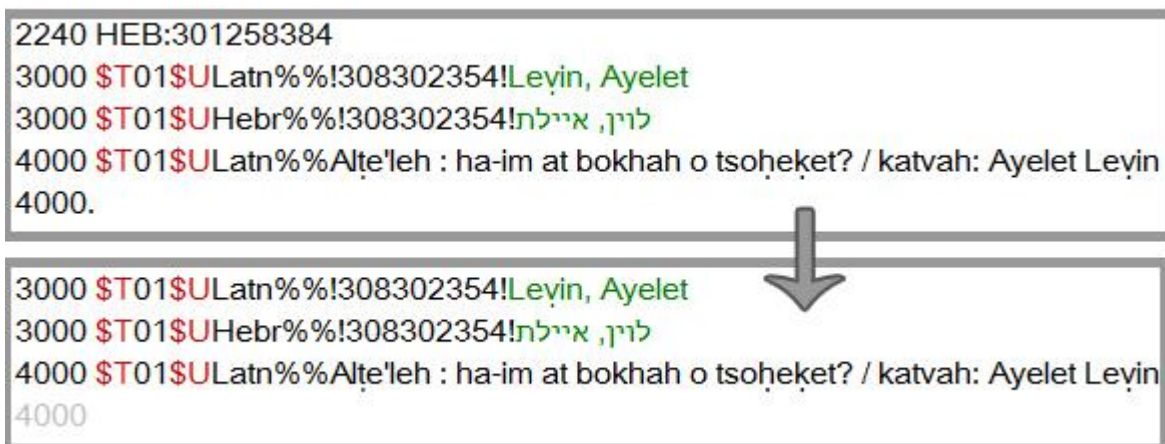 2240 HEB:301258384
3000 $T01$ULatn%%!308302354!Leṿin, Ayelet
3000 $T01$UHebr%%!308302354!לוין, איילת
4000 $T01$ULatn%%Alṭe'leh : ha-im at bokhah o tsoḥeḳet? / katvah: Ayelet Leṿin
4000.
3000 $T01$ULatn%%!308302354!Leṿin, Ayelet
3000 $T01$UHebr%%!308302354!לוין, איילת
4000 $T01$ULatn%%Alṭe'leh : ha-im at bokhah o tsoḥeḳet? / katvah: Ayelet Leṿin
4000